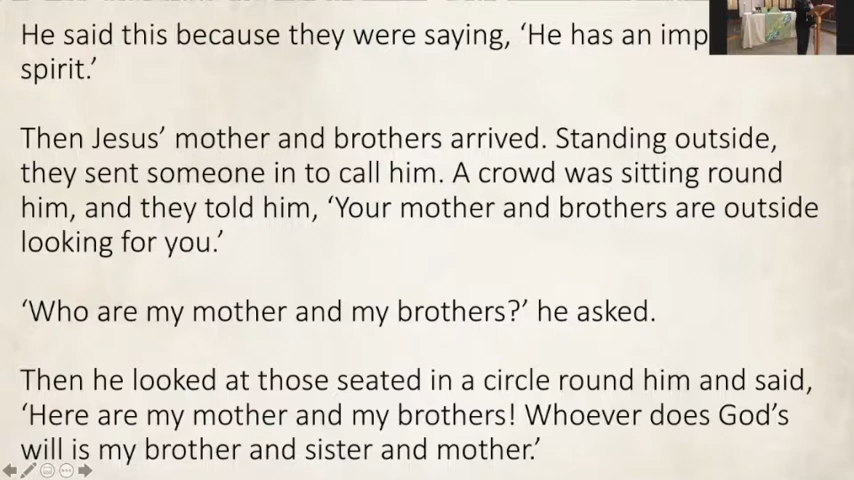 He said this because they were saying, ‘He has an imp
spirit.’
Then Jesus’ mother and brothers arrived. Standing outside,
they sent someone in to call him. A crowd was sitting round
him, and they told him, ‘Your mother and brothers are outside
looking for you.’
‘Who are my mother and my brothers?’ he asked.
Then he looked at those seated in a circle round him and said,
‘Here are my mother and my brothers! Whoever does God’s
will is my brother and sister and mother.’